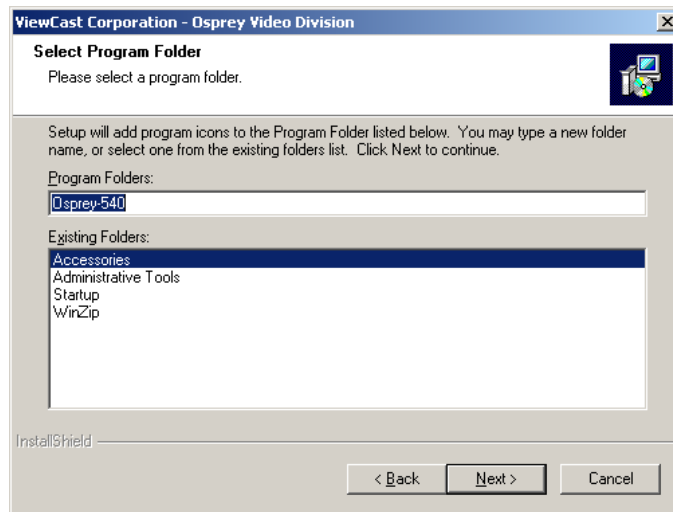 ViewCast Corporation - Osprey Video Division
Select Program Folder
Please select a program folder.
Setup will add program icons to the Program Folder listed below.  You may type a new folder
name, or select one from the existing folders list.  Click Next to continue.
Program Folders:
Osprey-540
Existing Folders:
Accessories
Administrative Tools
Startup
WinZip
InstallShield
< Back
Next >
Cancel